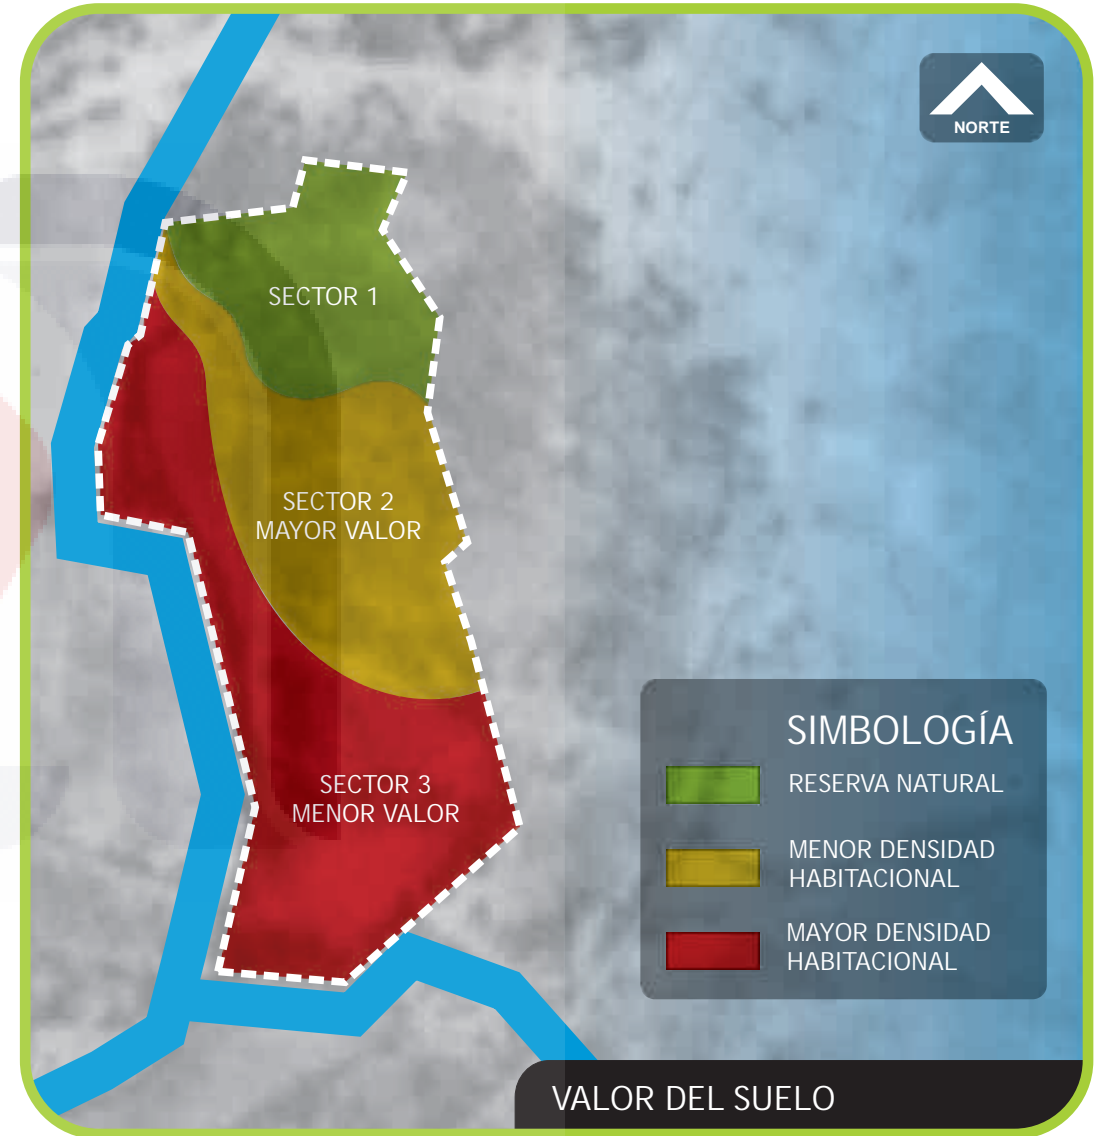 NORTE
SECTOR 1
SECTOR 2
MAYOR VALOR
SECTOR 3
MENOR VALOR
SIMBOLOGÍA
RESERVA NATURAL
MENOR DENSIDAD
HABITACIONAL
MAYOR DENSIDAD
HABITACIONAL
VALOR DEL SUELO